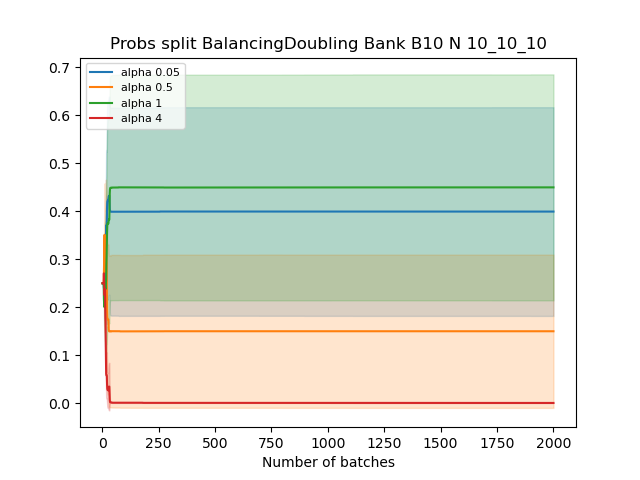 Probs split BalancingDoubling Bank B10 N 10_10_10
0.7
0.6
0.5
0.4
0.3
0.2
0.1
0.0
alpha 0.05
alpha 0.5
alpha 1
alpha 4
0 250 500 750 1000 1250 1500 1750 2000
Number of batches